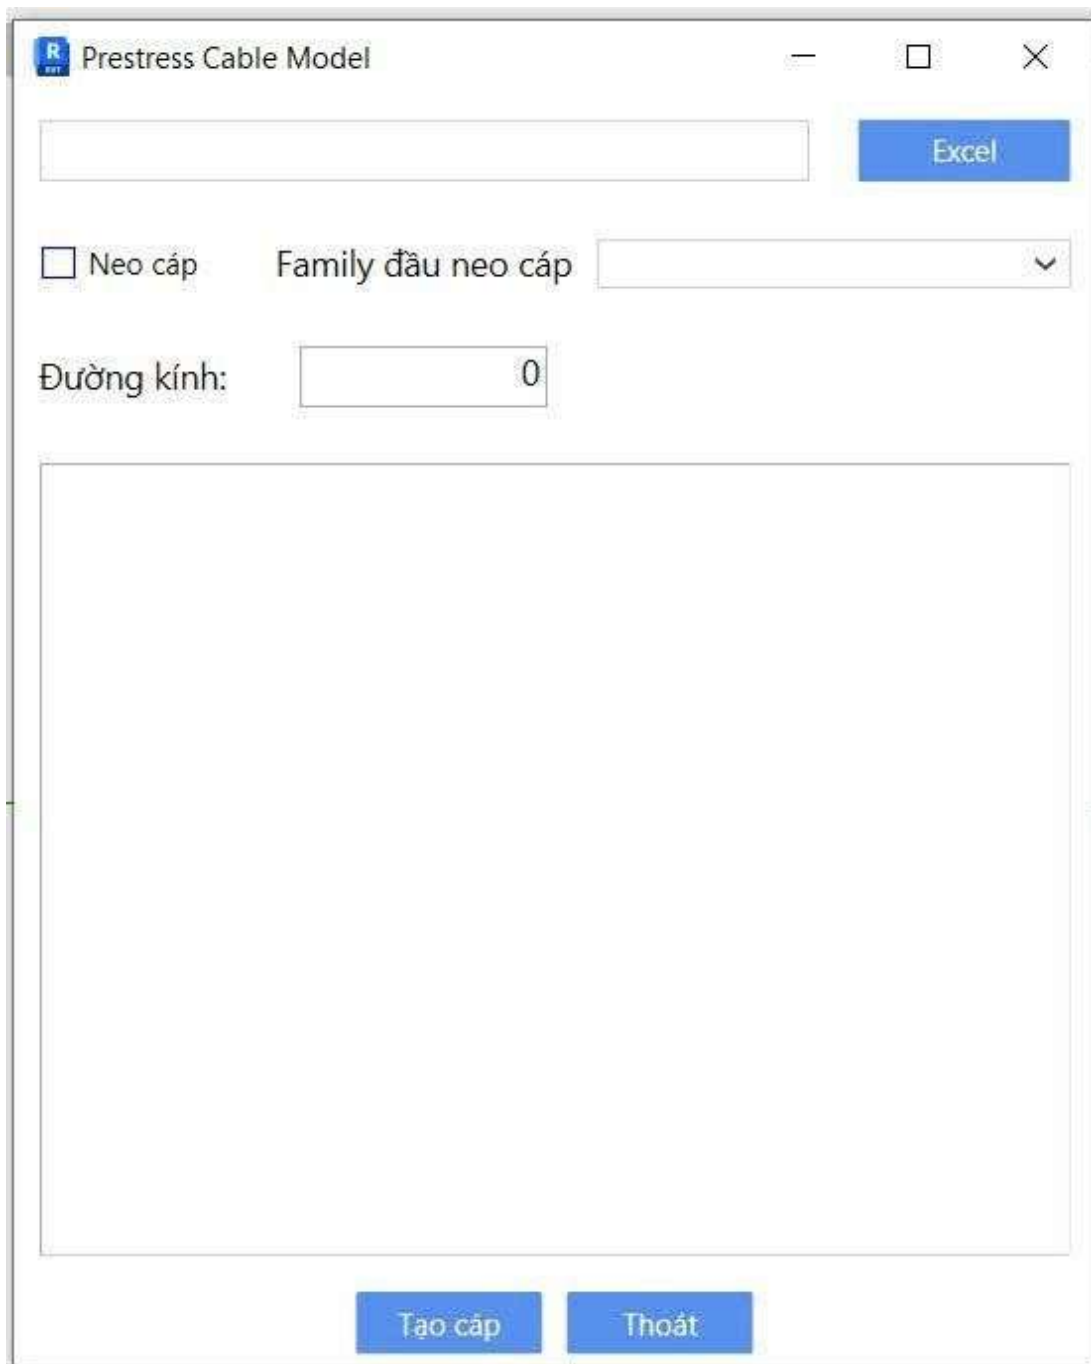 Prestress Cable Model
Excel
Neo cáp Family đầu neo cáp
Đường kính: 0
Tạo cáp Thoát